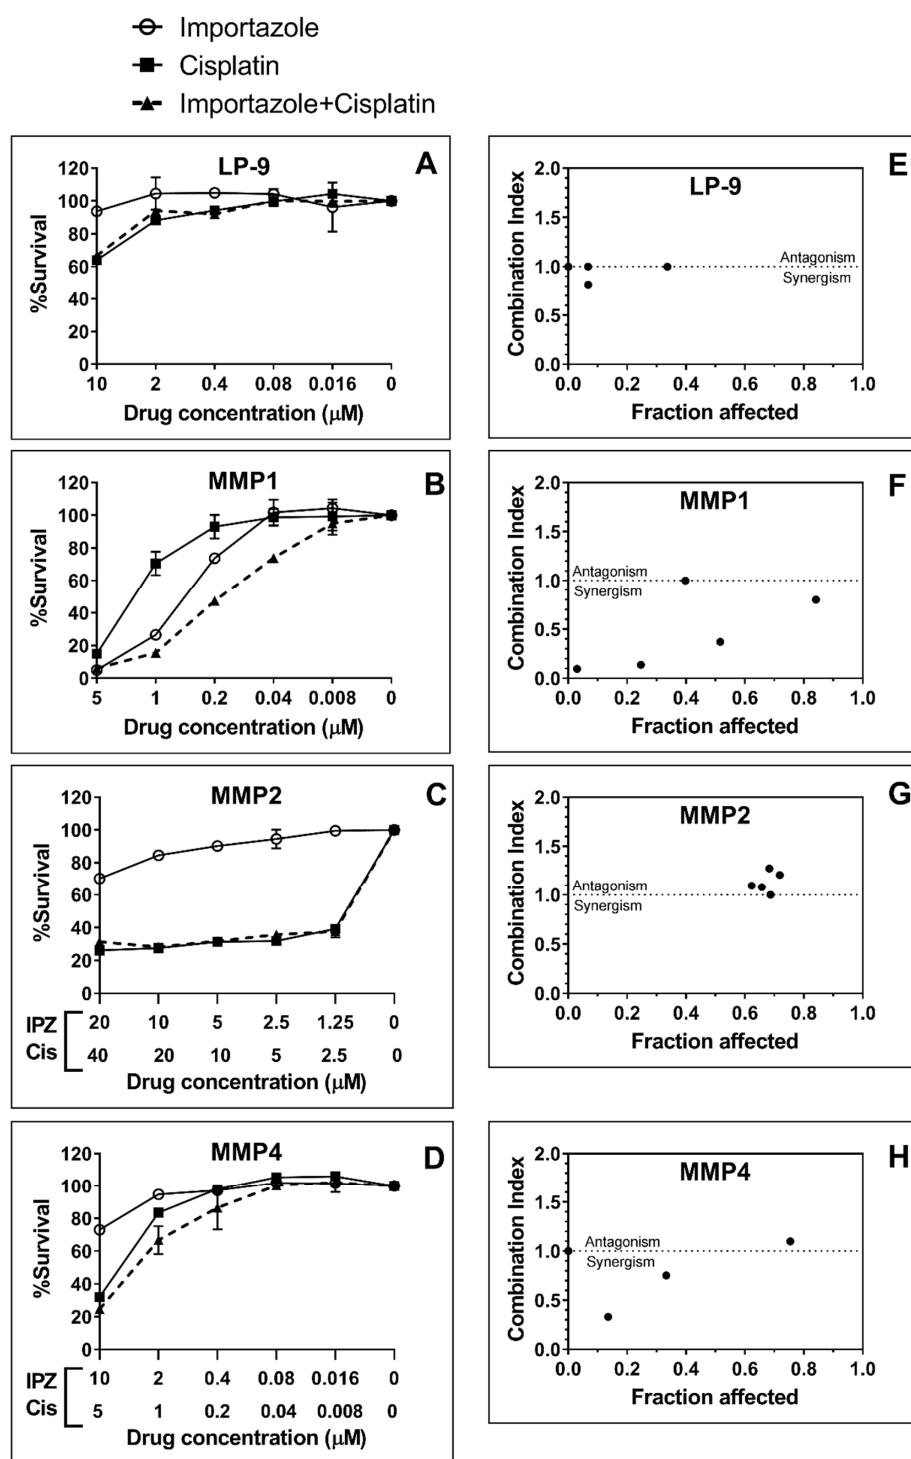 Importazole
Cisplatin
Importazole+Cisplatin
LP-9
A
%Survival
120
100
80
60
40
20
0
10 2 0.4 0.08 0.016 0
Drug concentration (μM)
E
LP-9
Combination Index
2.0
1.5
1.0
0.5
0.0
Antagonism
Synergism
0.0 0.2 0.4 0.6 0.8 1.0
Fraction affected
MMP1
B
%Survival
120
100
80
60
40
20
0
5 1 0.2 0.04 0.008 0
Drug concentration (μM)
F
MMP1
Combination Index
2.0
1.5
1.0
0.5
0.0
Antagonism
Synergism
0.0 0.2 0.4 0.6 0.8 1.0
Fraction affected
MMP2
C
%Survival
120
100
80
60
40
20
0
IPZ 20 10 5 2.5 1.25 0
Cis 40 20 10 5 2.5 0
Drug concentration (μM)
G
MMP2
Combination Index
2.0
1.5
1.0
0.5
0.0
Antagonism
Synergism
0.0 0.2 0.4 0.6 0.8 1.0
Fraction affected
MMP4
D
%Survival
120
100
80
60
40
20
0
IPZ 10 2 0.4 0.08 0.016 0
Cis 5 1 0.2 0.04 0.008 0
Drug concentration (μM)
H
MMP4
Combination Index
2.0
1.5
1.0
0.5
0.0
Antagonism
Synergism
0.0 0.2 0.4 0.6 0.8 1.0
Fraction affected